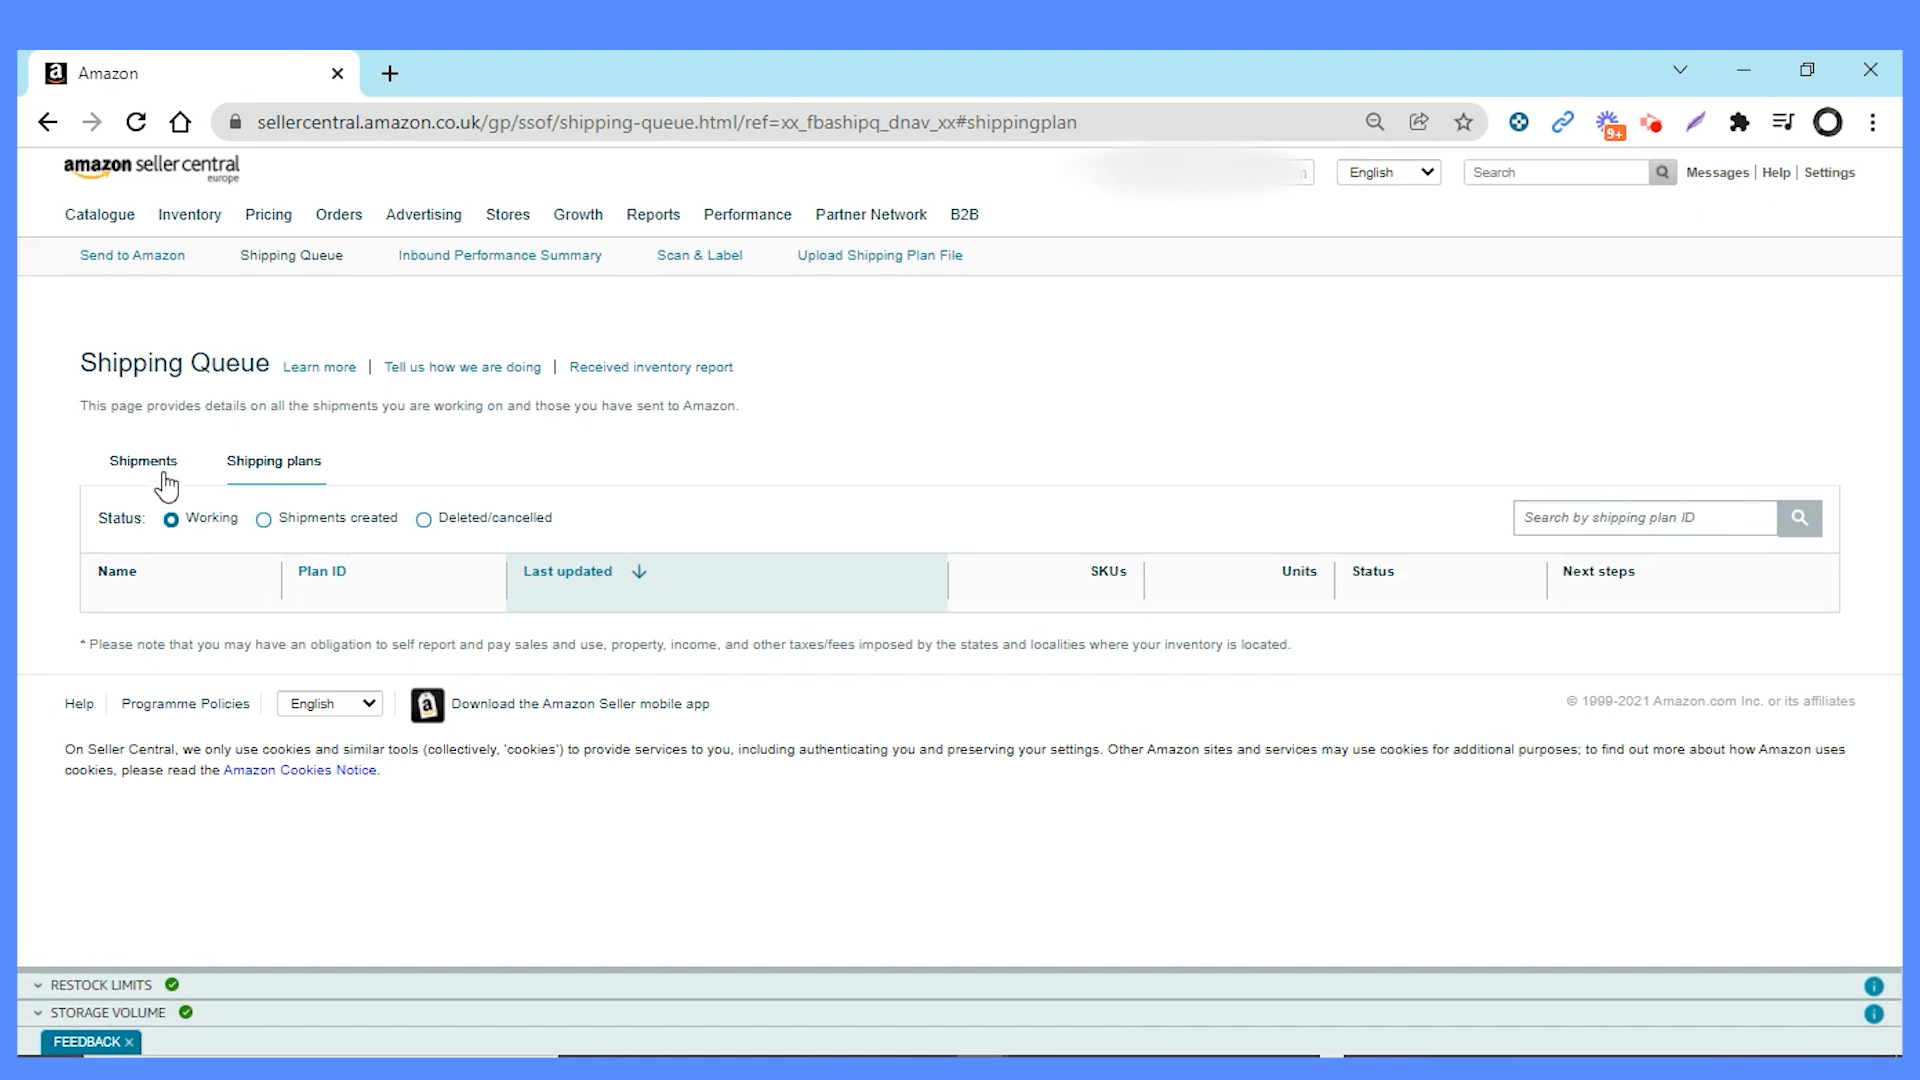 Amazon
sellercentral.amazon.co.uk/gp/ssof/shipping-queue.html/ref=xx_fbashipq_dnav_xx#shippingplan
9+
amazon seller central
europe
English
Search
Messages | Help | Settings
Catalogue Inventory Pricing Orders Advertising Stores Growth Reports Performance Partner Network B2B
Send to Amazon Shipping Queue Inbound Performance Summary Scan & Label Upload Shipping Plan File
Shipping Queue Learn more | Tell us how we are doing | Received inventory report
This page provides details on all the shipments you are working on and those you have sent to Amazon.
Shipments Shipping plans
Status: Working Shipments created Deleted/cancelled Search by shipping plan ID
Name Plan ID Last updated SKUs Units Status Next steps
* Please note that you may have an obligation to self report and pay sales and use, property, income, and other taxes/fees imposed by the states and localities where your inventory is located.
Help Programme Policies English Download the Amazon Seller mobile app © 1999-2021 Amazon.com Inc. or its affiliates
On Seller Central, we only use cookies and similar tools (collectively, 'cookies') to provide services to you, including authenticating you and preserving your settings. Other Amazon sites and services may use cookies for additional purposes; to find out more about how Amazon uses
cookies, please read the Amazon Cookies Notice.
RESTOCK LIMITS
STORAGE VOLUME
FEEDBACK